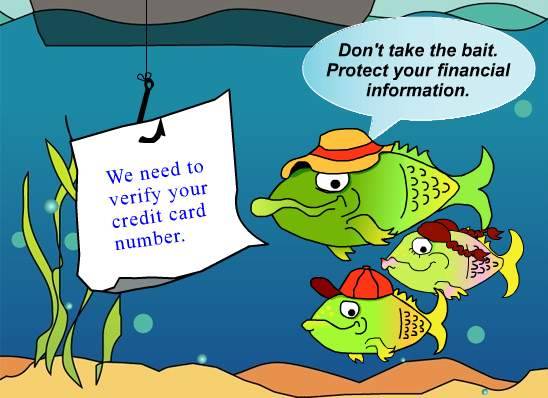 Don't take the bait.
Protect your financial
information.
We need to
verify your
credit card
number.